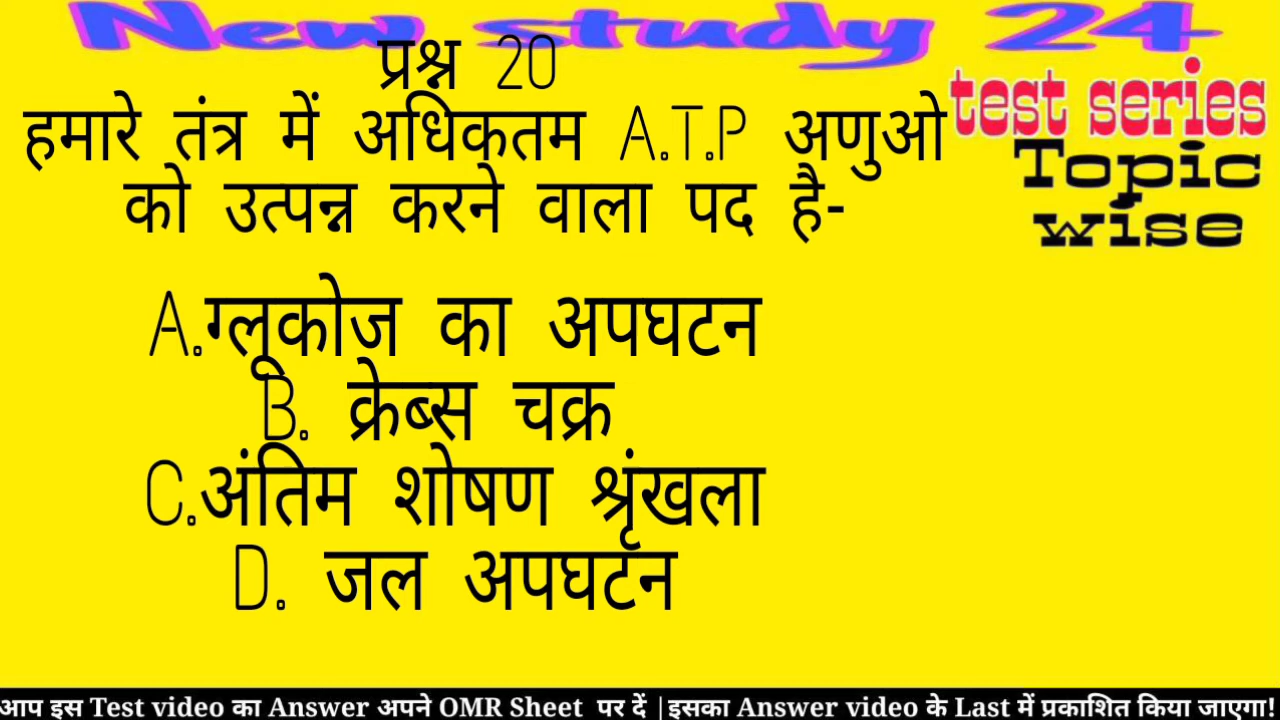 New study 24
प्रश्न 20
हमारे तंत्र में अधिकतम A.T.P अणुओ
को उत्पन्न करने वाला पद है-
test series
Topic
wise
A.ग्लूकोज का अपघटन
B. क्रेब्स चक्र
C.अंतिम शोषण श्रृंखला
D. जल अपघटन
आप इस Test video का Answer अपने OMR Sheet पर दें |इसका Answer video के Last में प्रकाशित किया जाएगा!